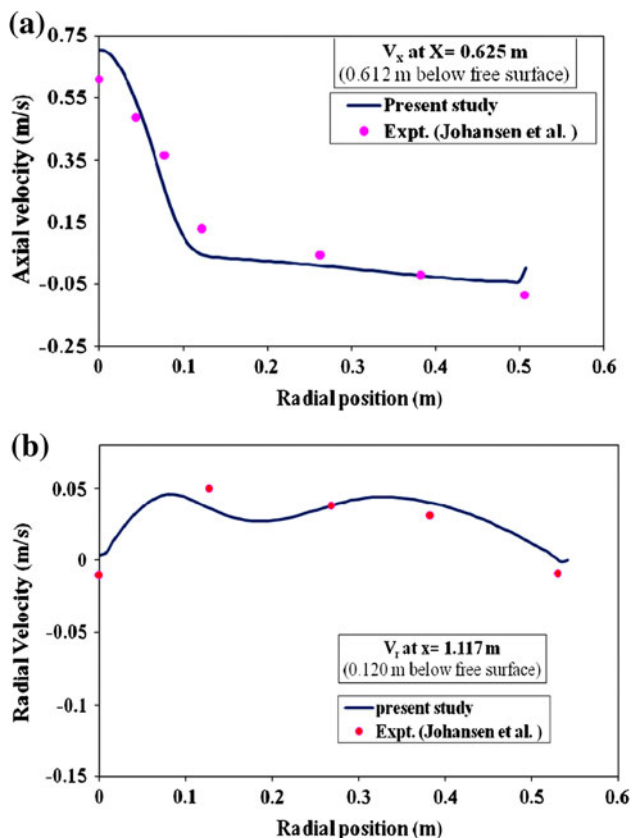 (a)
0.75
0.55
0.35
0.15
-0.05
-0.25
Axial velocity (m/s)
V_x at X= 0.625 m
(0.612 m below free surface)
Present study
Expt. (Johansen et al. )
0 0.1 0.2 0.3 0.4 0.5 0.6
Radial position (m)
(b)
0.05
0
-0.05
-0.1
-0.15
Radial Velocity (m/s)
V_r at x= 1.117 m
(0.120 m below free surface)
present study
Expt. (Johansen et al. )
0 0.1 0.2 0.3 0.4 0.5 0.6
Radial position (m)